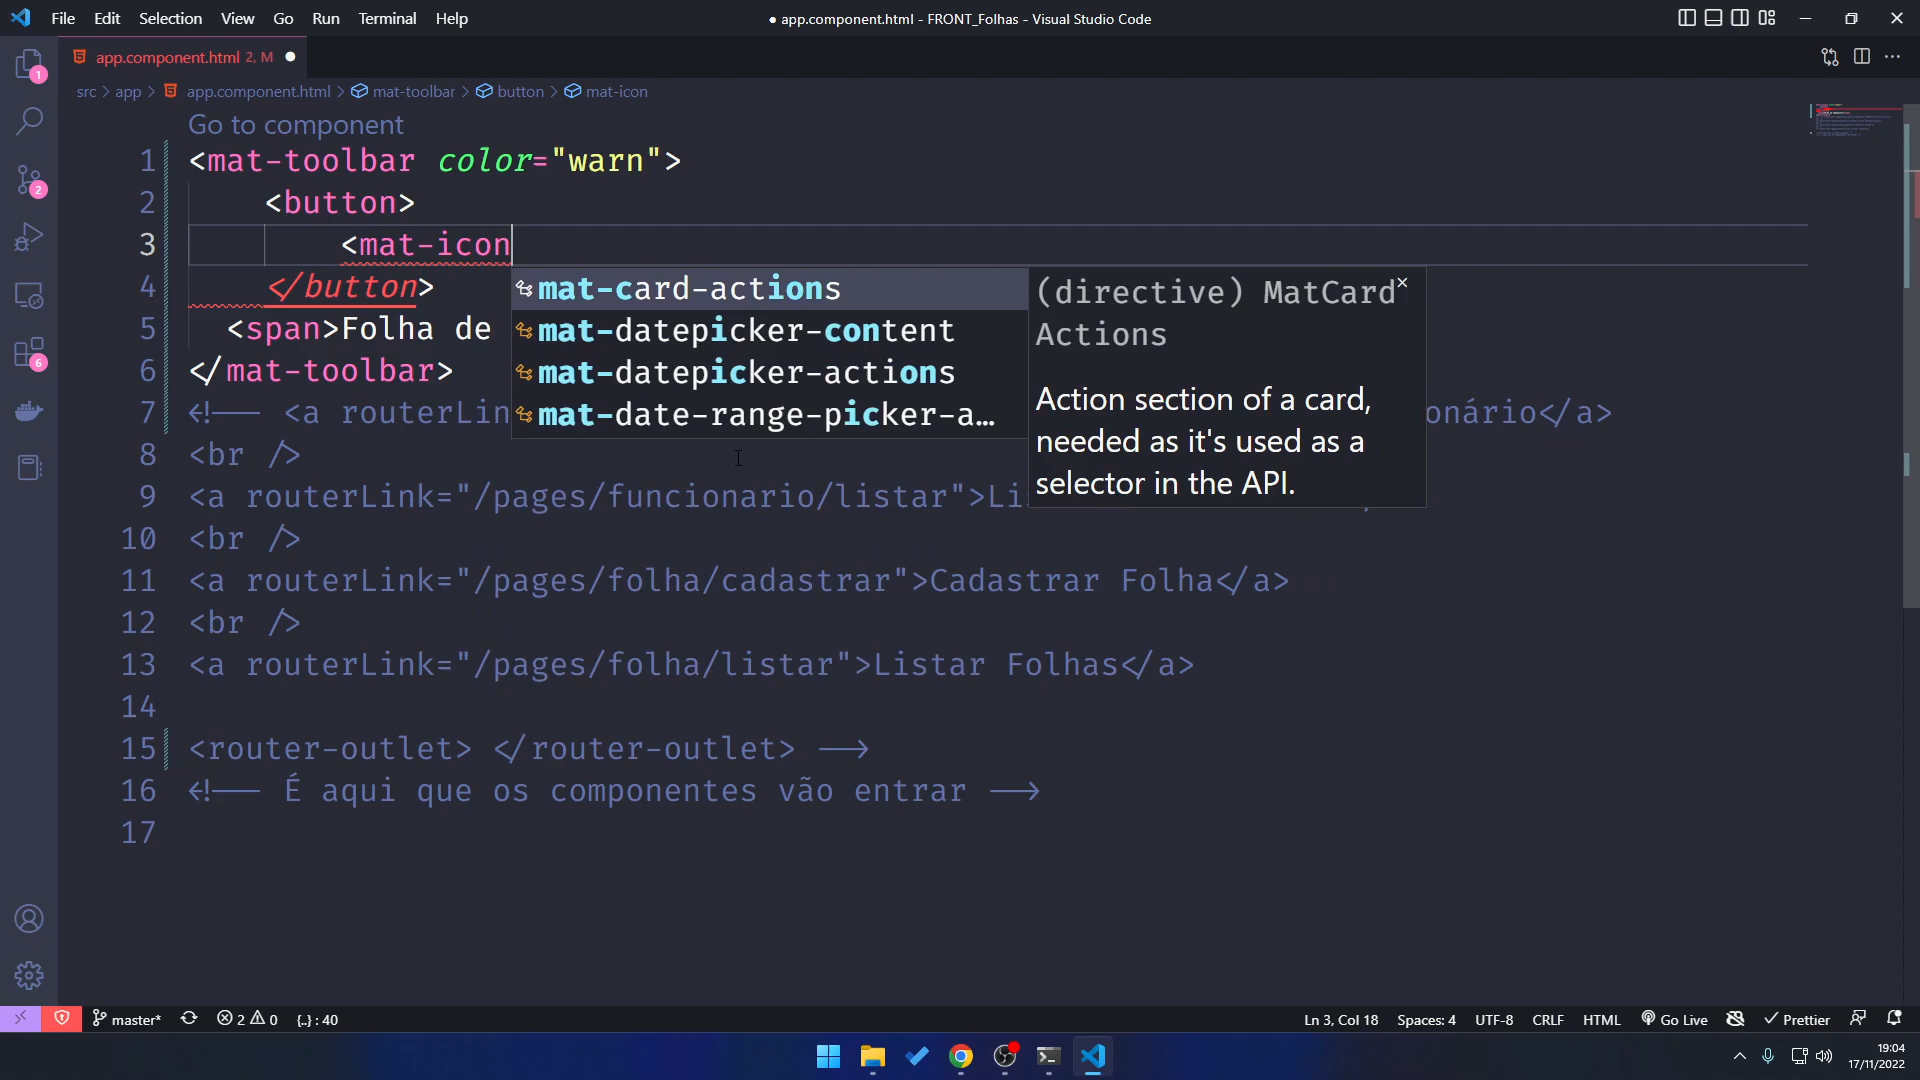 File Edit Selection View Go Run Terminal Help
● app.component.html - FRONT_Folhas - Visual Studio Code
app.component.html 2, M
src > app > app.component.html > mat-toolbar > button > mat-icon
Go to component
1 <mat-toolbar color="warn">
2 <button>
3 <mat-icon
4 </button>
5 <span>Folha de
6 </mat-toolbar>
7 <!-- <a routerLin onário</a>
8 <br />
9 <a routerLink="/pages/funcionario/listar">Li
10 <br />
11 <a routerLink="/pages/folha/cadastrar">Cadastrar Folha</a>
12 <br />
13 <a routerLink="/pages/folha/listar">Listar Folhas</a>
14
15 <router-outlet> </router-outlet> -->
16 <!-- É aqui que os componentes vão entrar -->
17
mat-card-actions
mat-datepicker-content
mat-datepicker-actions
mat-date-range-picker-a…
(directive) MatCard
Actions
Action section of a card,
needed as it's used as a
selector in the API.
1
2
6
master* 2 0 {..} : 40
Ln 3, Col 18 Spaces: 4 UTF-8 CRLF HTML Go Live Prettier
19:04
17/11/2022